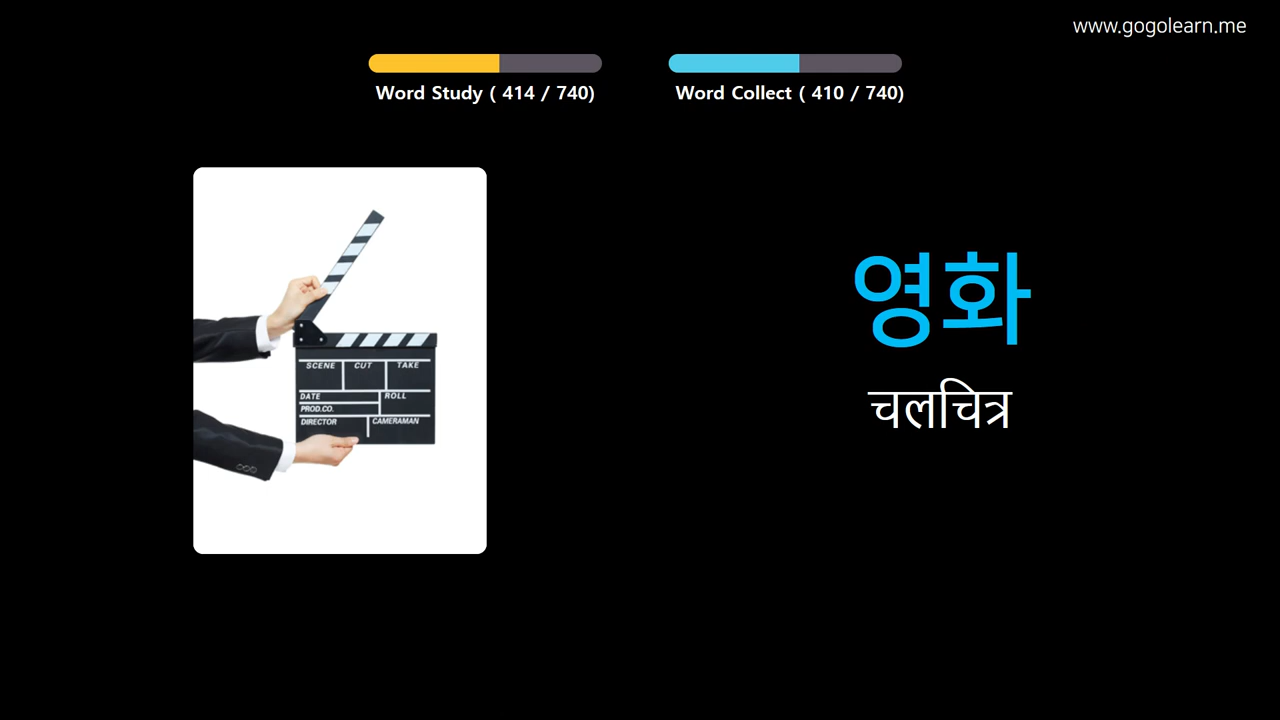 www.gogolearn.me
Word Study ( 414 / 740)
Word Collect ( 410 / 740)
영화
चलचित्र
SCENE CUT TAKE
DATE ROLL
PROD.CO.
DIRECTOR CAMERAMAN